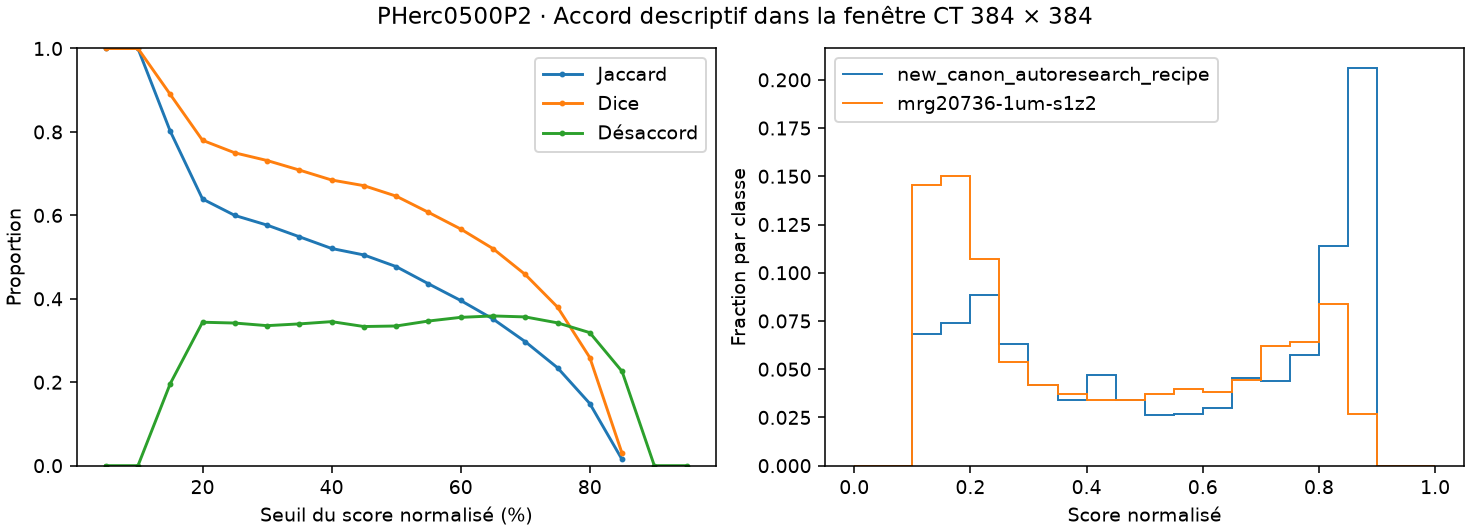 PHerc0500P2 · Accord descriptif dans la fenêtre CT 384 × 384
Proportion
1.0
0.8
0.6
0.4
0.2
0.0
20
40
60
80
Seuil du score normalisé (%)
Jaccard
Dice
Désaccord
Fraction par classe
0.200
0.175
0.150
0.125
0.100
0.075
0.050
0.025
0.000
0.0
0.2
0.4
0.6
0.8
1.0
Score normalisé
new_canon_autoresearch_recipe
mrg20736-1um-s1z2